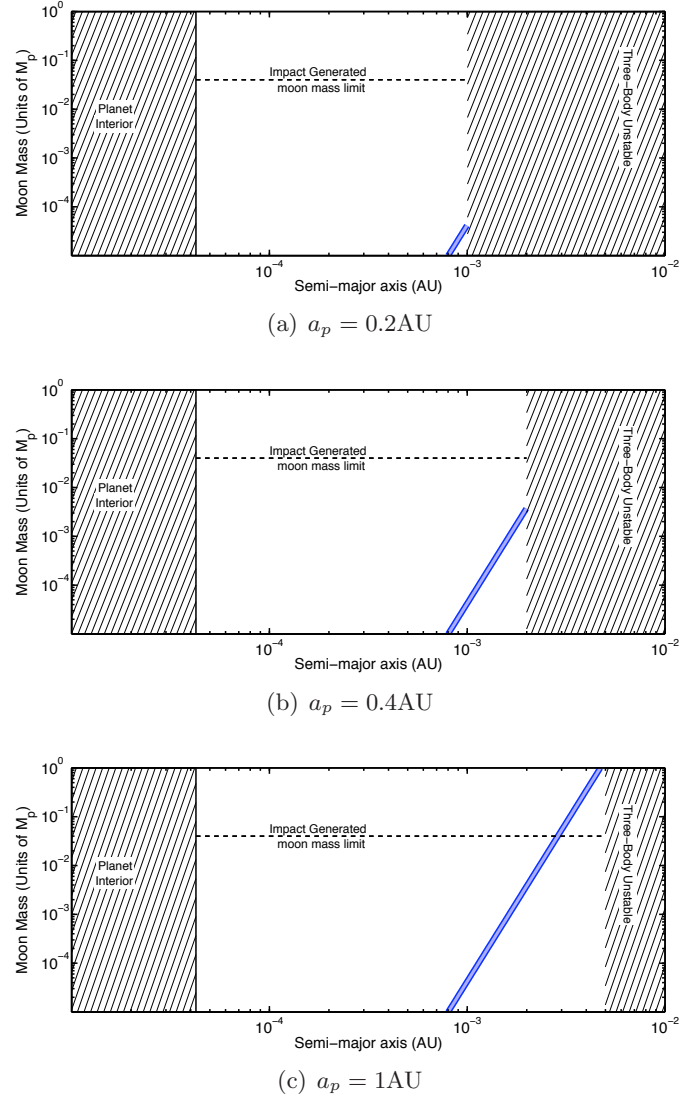 10^0
10^-1
10^-2
10^-3
10^-4
Moon Mass (Units of M_p)
Impact Generated
moon mass limit
Planet
Interior
Three-Body Unstable
10^-4
10^-3
10^-2
Semi-major axis (AU)
(a) a_p = 0.2AU
10^0
10^-1
10^-2
10^-3
10^-4
Moon Mass (Units of M_p)
Impact Generated
moon mass limit
Planet
Interior
Three-Body Unstable
10^-4
10^-3
10^-2
Semi-major axis (AU)
(b) a_p = 0.4AU
10^0
10^-1
10^-2
10^-3
10^-4
Moon Mass (Units of M_p)
Impact Generated
moon mass limit
Planet
Interior
Three-Body Unstable
10^-4
10^-3
10^-2
Semi-major axis (AU)
(c) a_p = 1AU